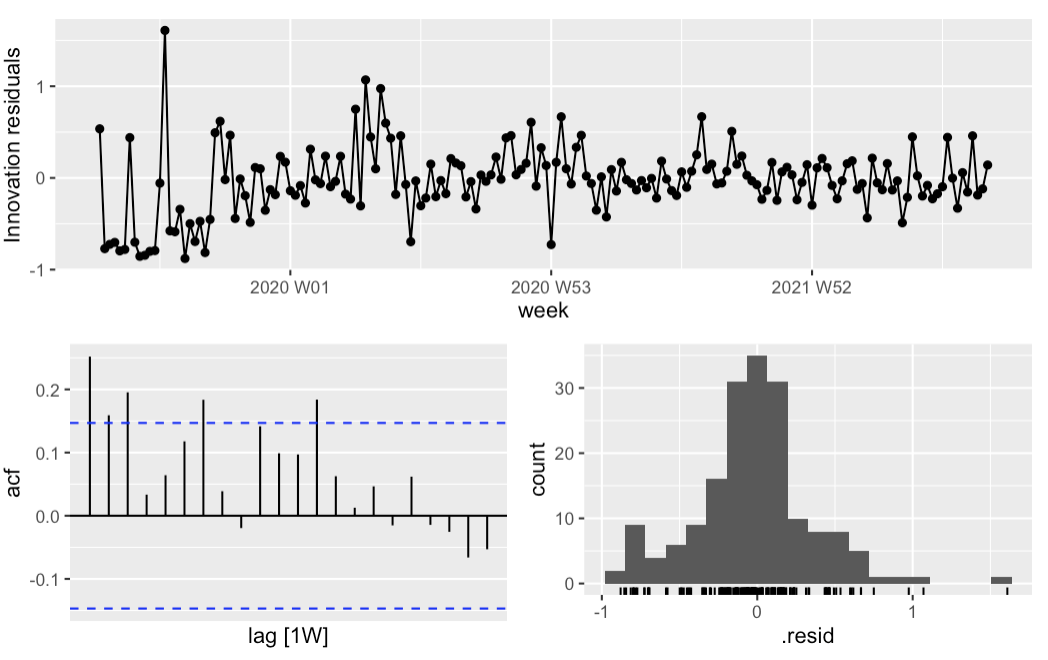 Innovation residuals
1
0
-1
2020 W01
2020 W53
2021 W52
week
acf
0.2
0.1
0.0
-0.1
lag [1W]
count
30
20
10
0
-1
0
1
.resid